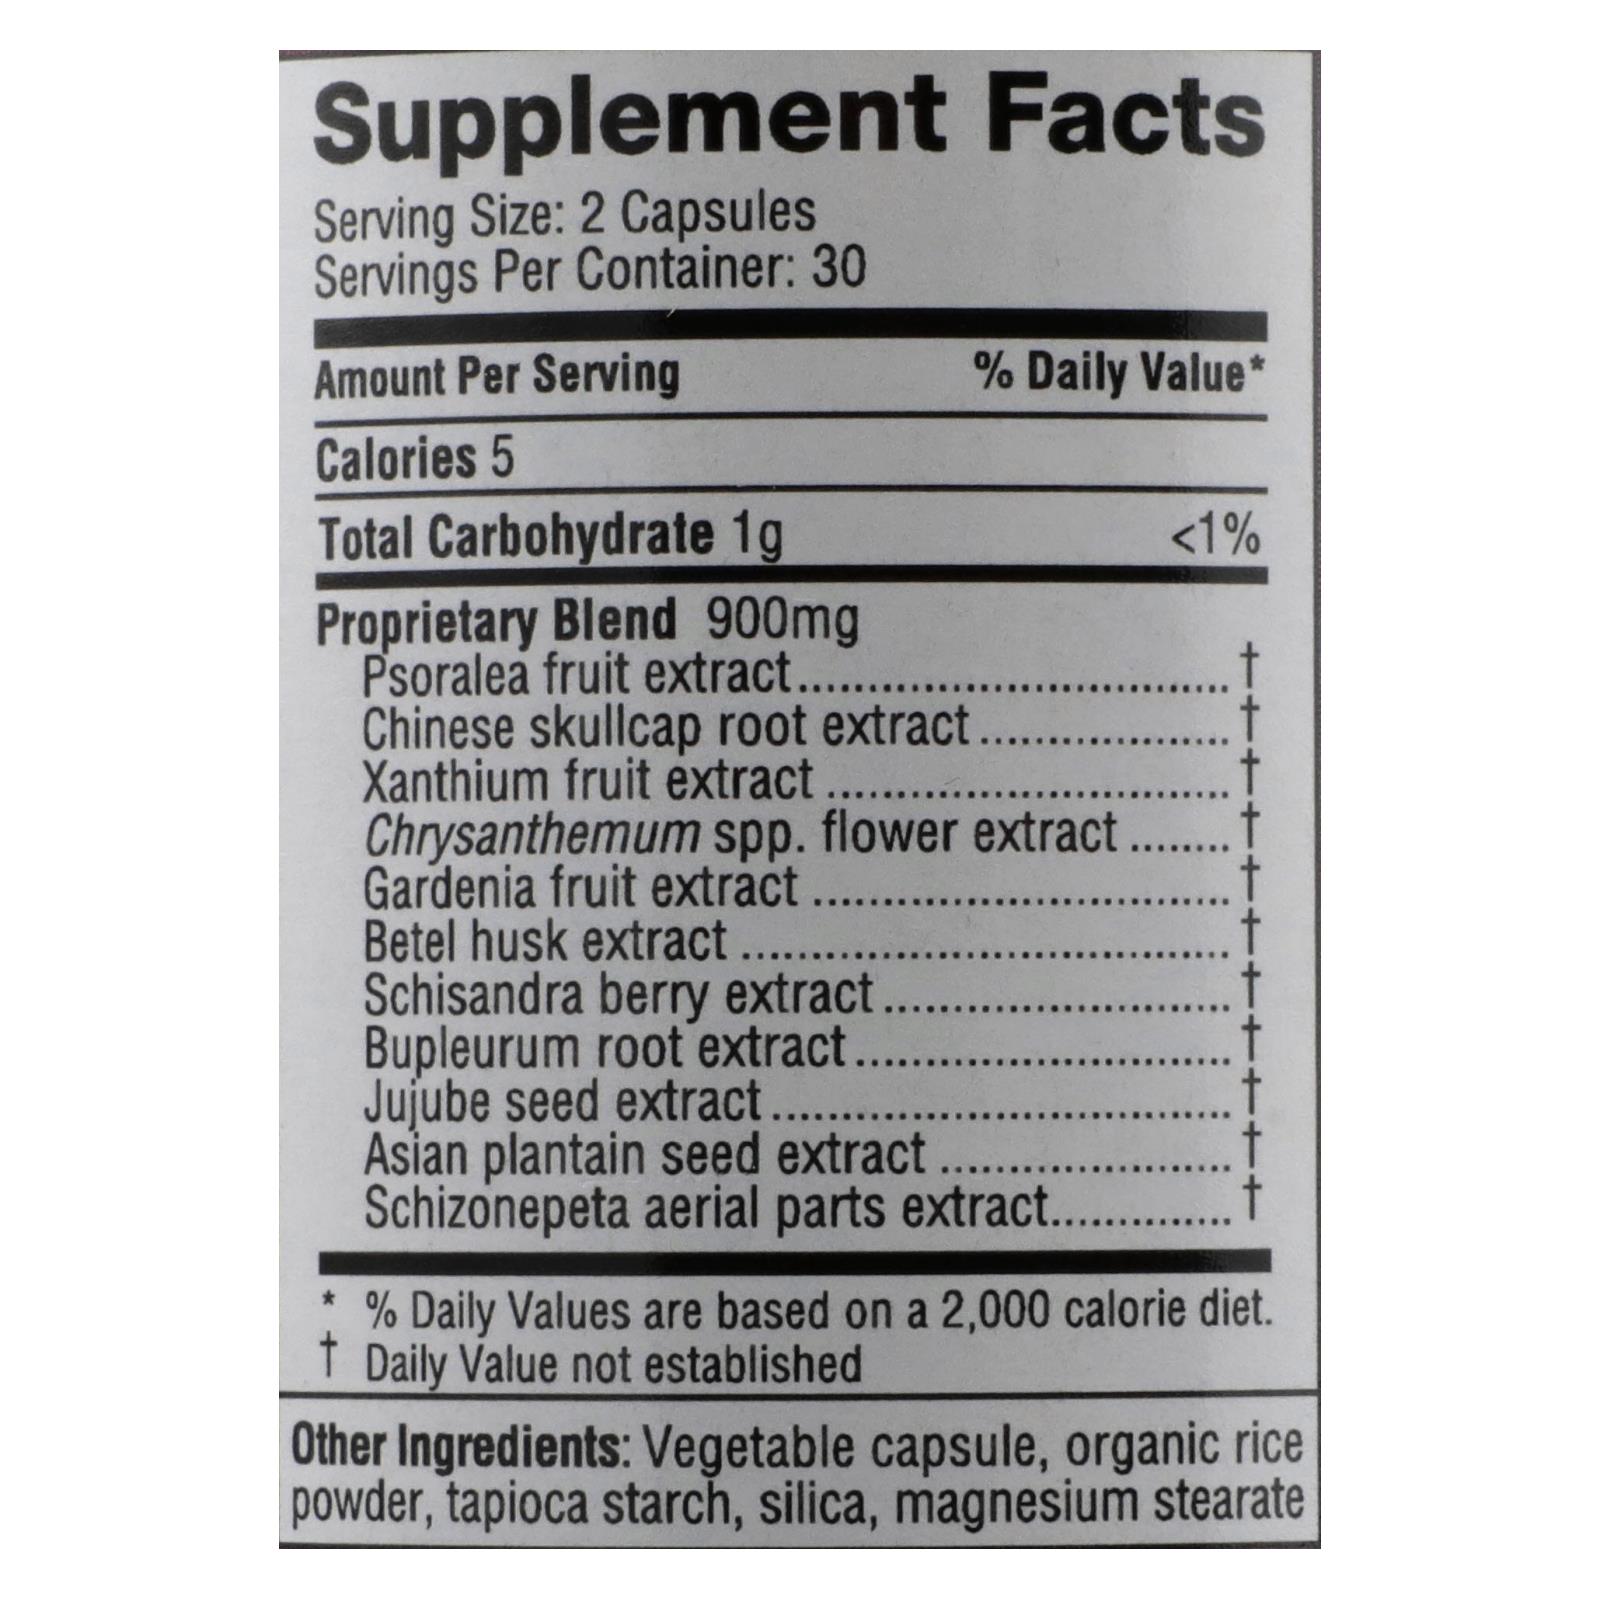 Supplement Facts
Serving Size: 2 Capsules
Servings Per Container: 30
Amount Per Serving % Daily Value*
Calories 5
Total Carbohydrate 1g <1%
Proprietary Blend 900mg
Psoralea fruit extract................................ †
Chinese skullcap root extract................... †
Xanthium fruit extract .............................. †
Chrysanthemum spp. flower extract ........ †
Gardenia fruit extract ............................... †
Betel husk extract .................................... †
Schisandra berry extract.......................... †
Bupleurum root extract............................ †
Jujube seed extract.................................. †
Asian plantain seed extract ...................... †
Schizonepeta aerial parts extract.............. †
* % Daily Values are based on a 2,000 calorie diet.
† Daily Value not established
Other Ingredients: Vegetable capsule, organic rice
powder, tapioca starch, silica, magnesium stearate